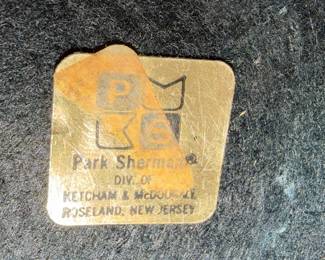 P M
K S
Park Sherman®
DIV. OF
KETCHAM & McDOUGALL
ROSELAND, NEW JERSEY